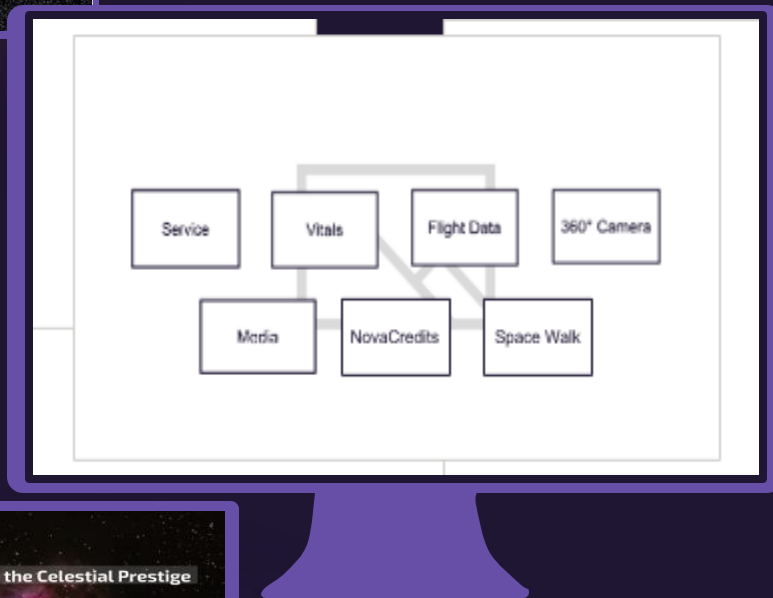 Service
Vitals
Flight Data
360° Camera
Media
NovaCredits
Space Walk
the Celestial Prestige